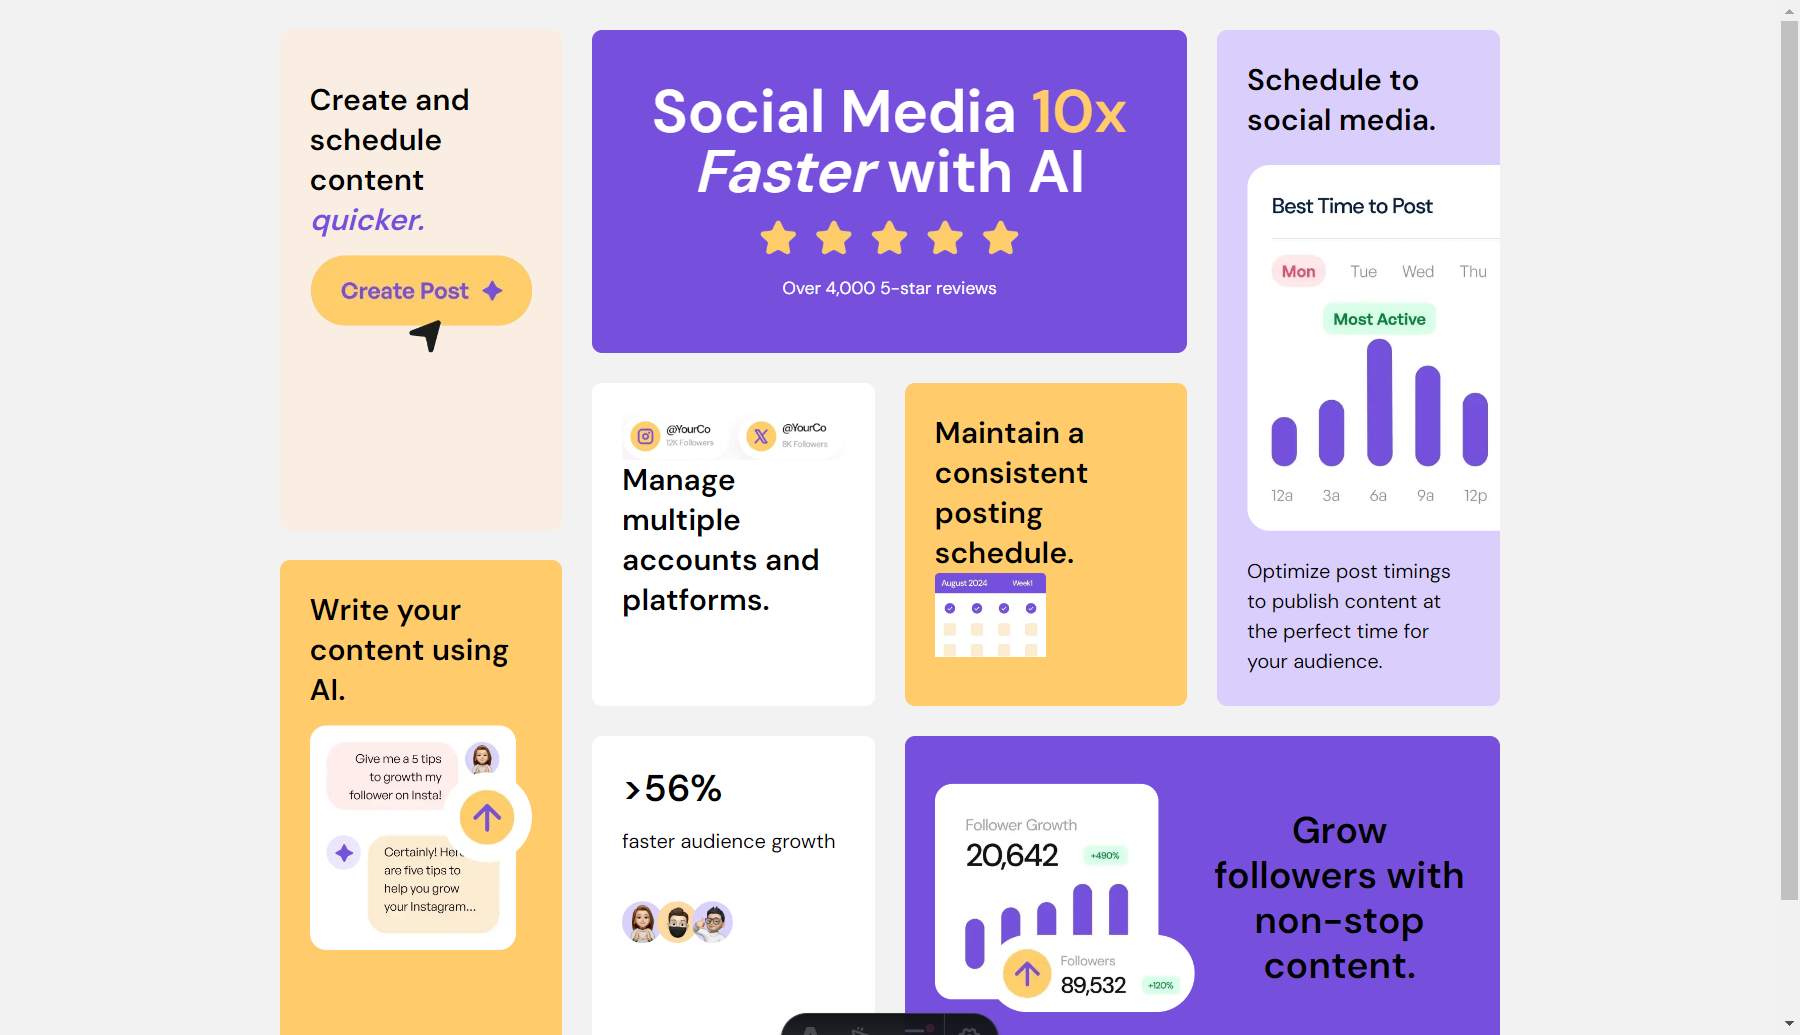 Create and
schedule
content
quicker.
Create Post
Social Media 10x
Faster with AI
Over 4,000 5-star reviews
Schedule to
social media.
Best Time to Post
Mon Tue Wed Thu
Most Active
12a 3a 6a 9a 12p
Optimize post timings
to publish content at
the perfect time for
your audience.
@YourCo
12K Followers
@YourCo
8K Followers
Manage
multiple
accounts and
platforms.
Maintain a
consistent
posting
schedule.
August 2024 Week1
Write your
content using
AI.
Give me a 5 tips
to growth my
follower on Insta!
Certainly! Her
are five tips to
help you grow
your Instagram...
>56%
faster audience growth
Follower Growth
20,642 +490%
Followers
89,532 +120%
Grow
followers with
non-stop
content.